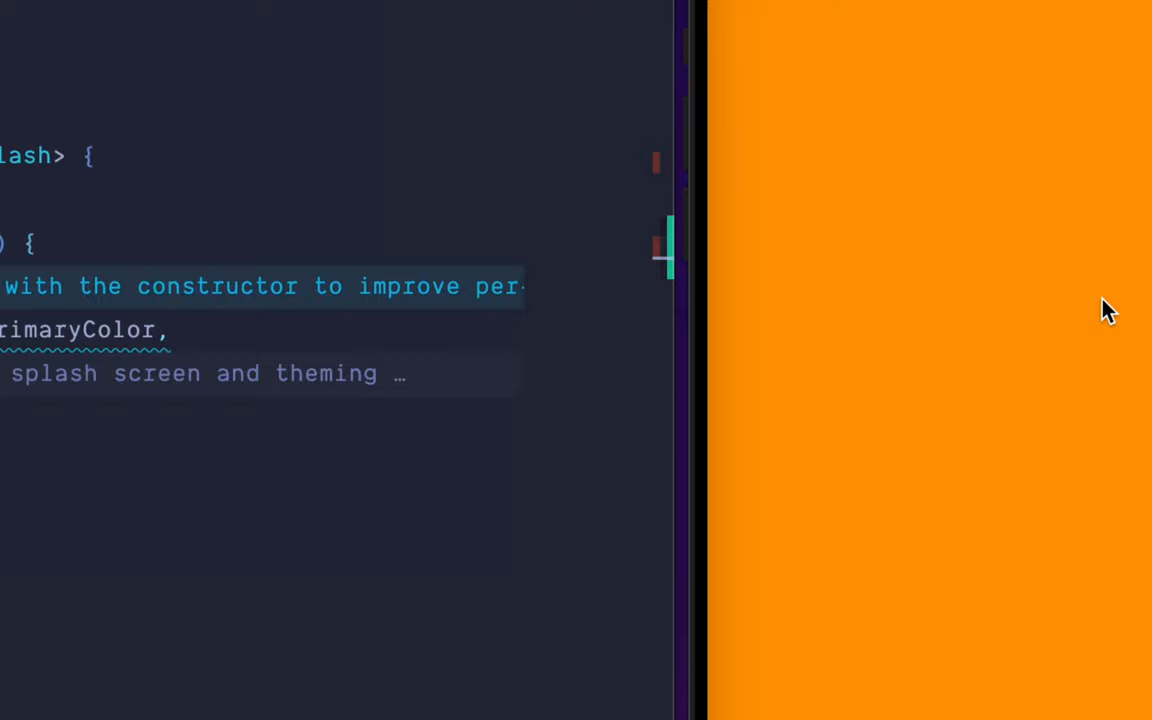 lash> {
) {
with the constructor to improve per-
rimaryColor,
splash screen and theming …